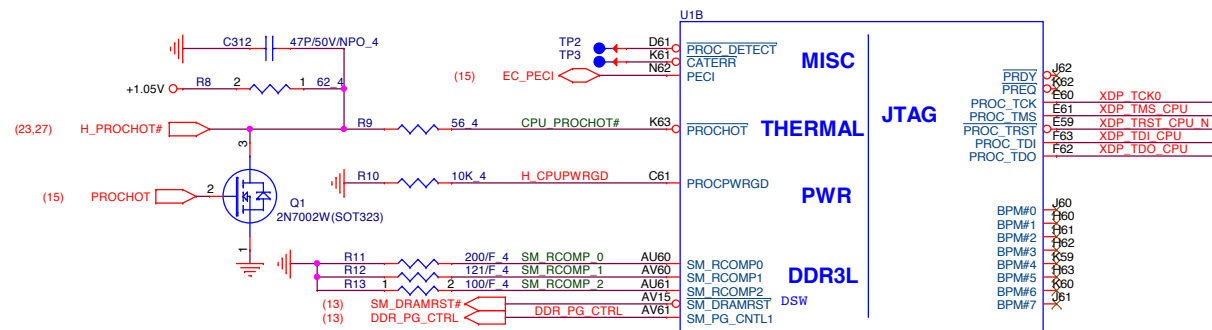 U1B
C312 47P/50V/NPO_4
TP2 D61 PROC_DETECT MISC
TP3 K61 CATERR
(15) EC_PECI N62 PECI
+1.05V R8 2 1 62_4
(23,27) H_PROCHOT# R9 56_4 CPU_PROCHOT# K63 PROCHOT THERMAL JTAG
3
(15) PROCHOT 2
R10 10K_4 H_CPUPWRGD C61 PROCPWRGD PWR
Q1
2N7002W(SOT323)
1
R11 200/F_4 SM_RCOMP_0 AU60 SM_RCOMP0 DDR3L
R12 121/F_4 SM_RCOMP_1 AV60 SM_RCOMP1
R13 1 2 100/F_4 SM_RCOMP_2 AU61 SM_RCOMP2
(13) SM_DRAMRST# AV15 SM_DRAMRST DSW
(13) DDR_PG_CTRL DDR_PG_CTRL AV61 SM_PG_CNTL1
PRDY J62
PREQ K62
PROC_TCK E60 XDP_TCK0
PROC_TMS E61 XDP_TMS_CPU
PROC_TRST E59 XDP_TRST_CPU_N
PROC_TDI F63 XDP_TDI_CPU
PROC_TDO F62 XDP_TDO_CPU
BPM#0 J60
BPM#1 H60
BPM#2 H61
BPM#3 H62
BPM#4 K59
BPM#5 H63
BPM#6 K60
BPM#7 J61